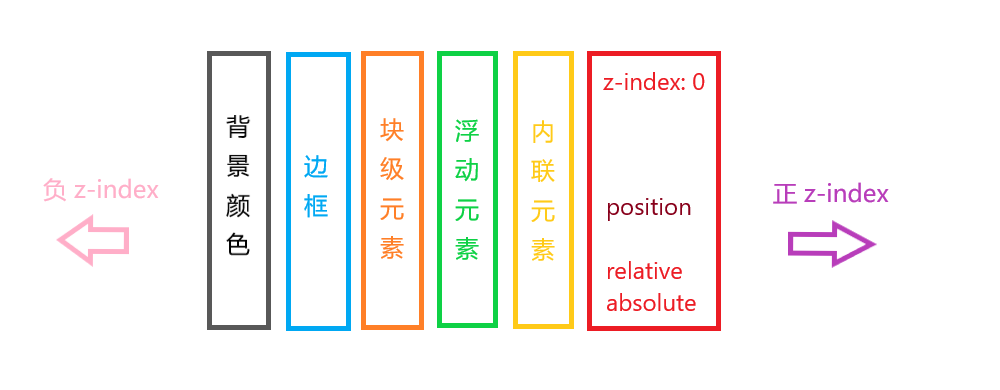 负 z-index
背景颜色
边框
块级元素
浮动元素
内联元素
z-index: 0
position
relative
absolute
正 z-index